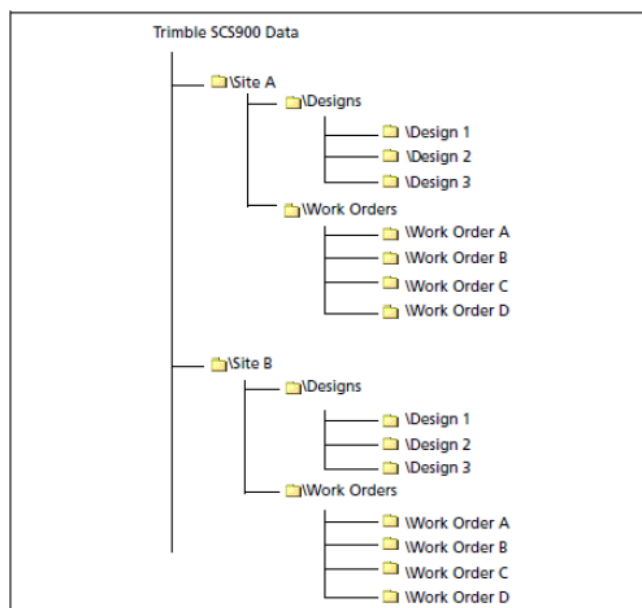 Trimble SCS900 Data
\Site A
\Designs
\Design 1
\Design 2
\Design 3
\Work Orders
\Work Order A
\Work Order B
\Work Order C
\Work Order D
\Site B
\Designs
\Design 1
\Design 2
\Design 3
\Work Orders
\Work Order A
\Work Order B
\Work Order C
\Work Order D